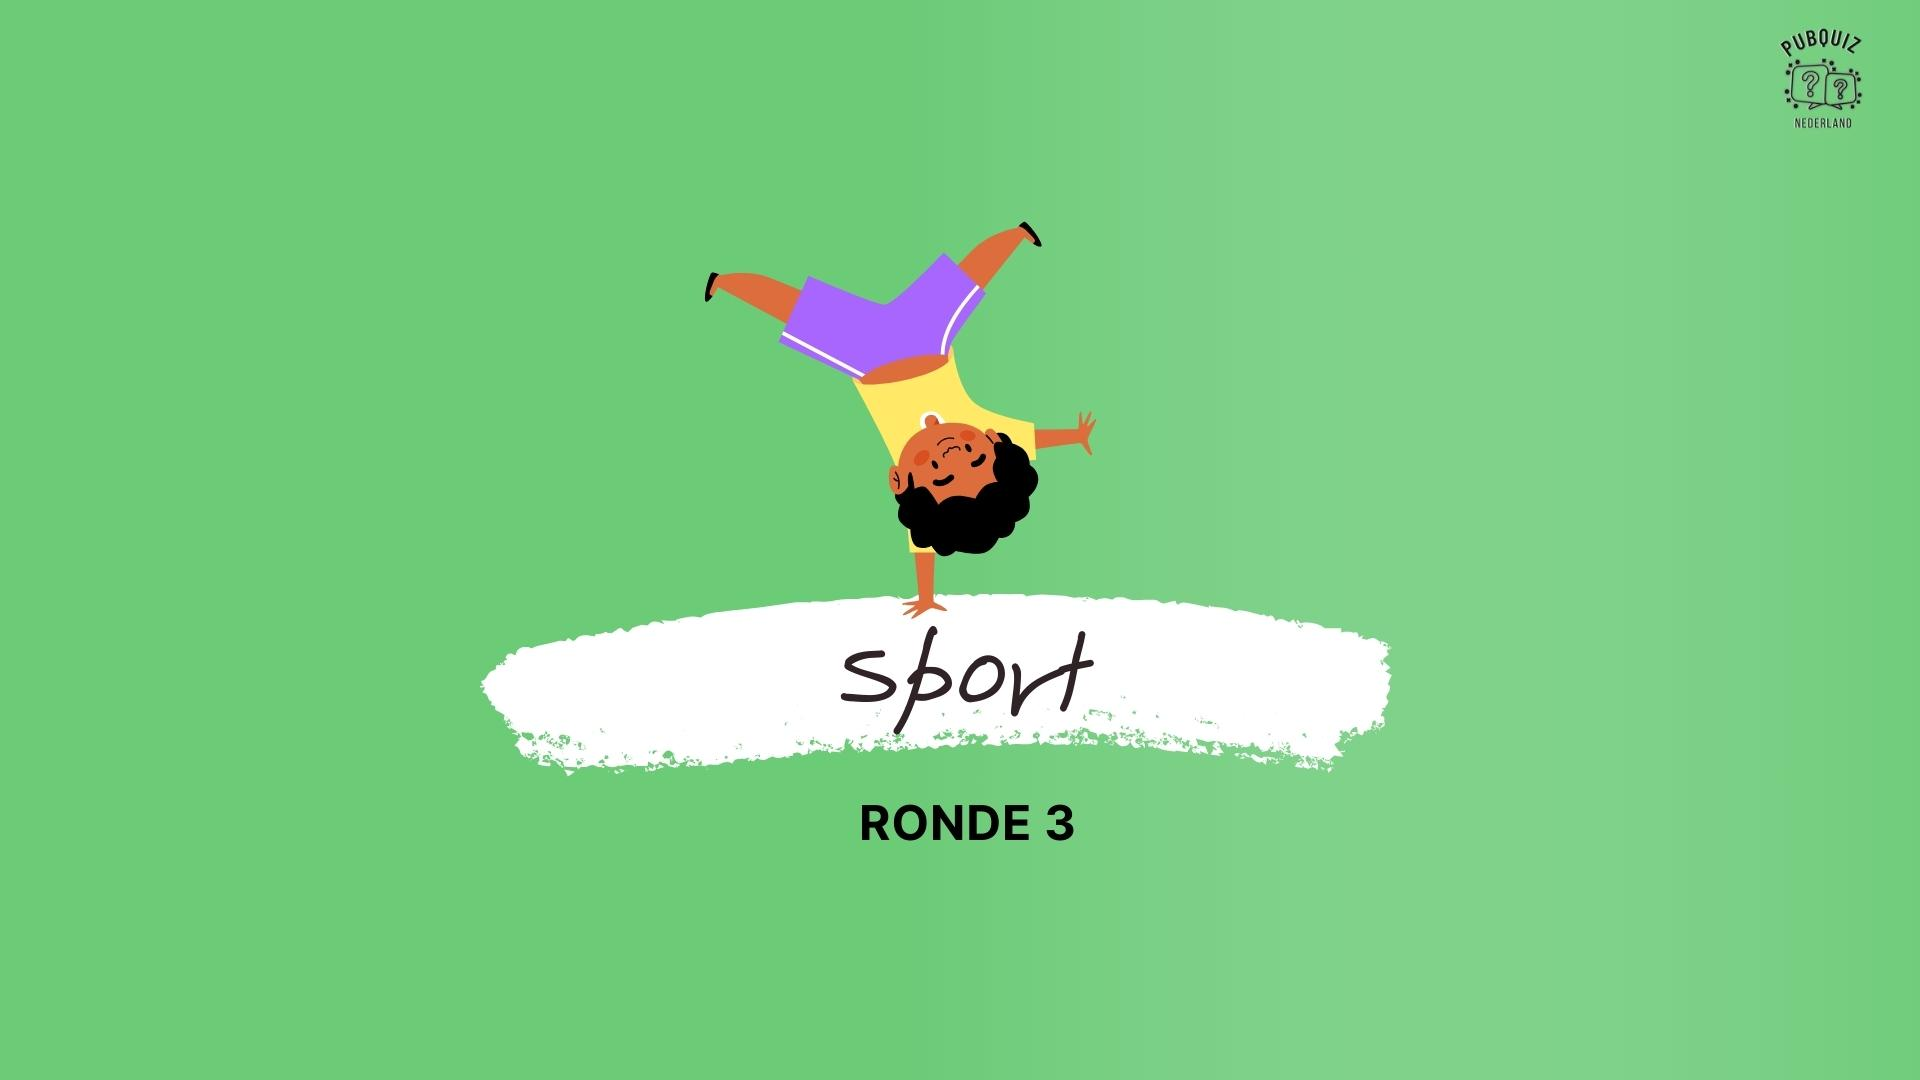 PUBQUIZ
? ?
NEDERLAND
sport
RONDE 3